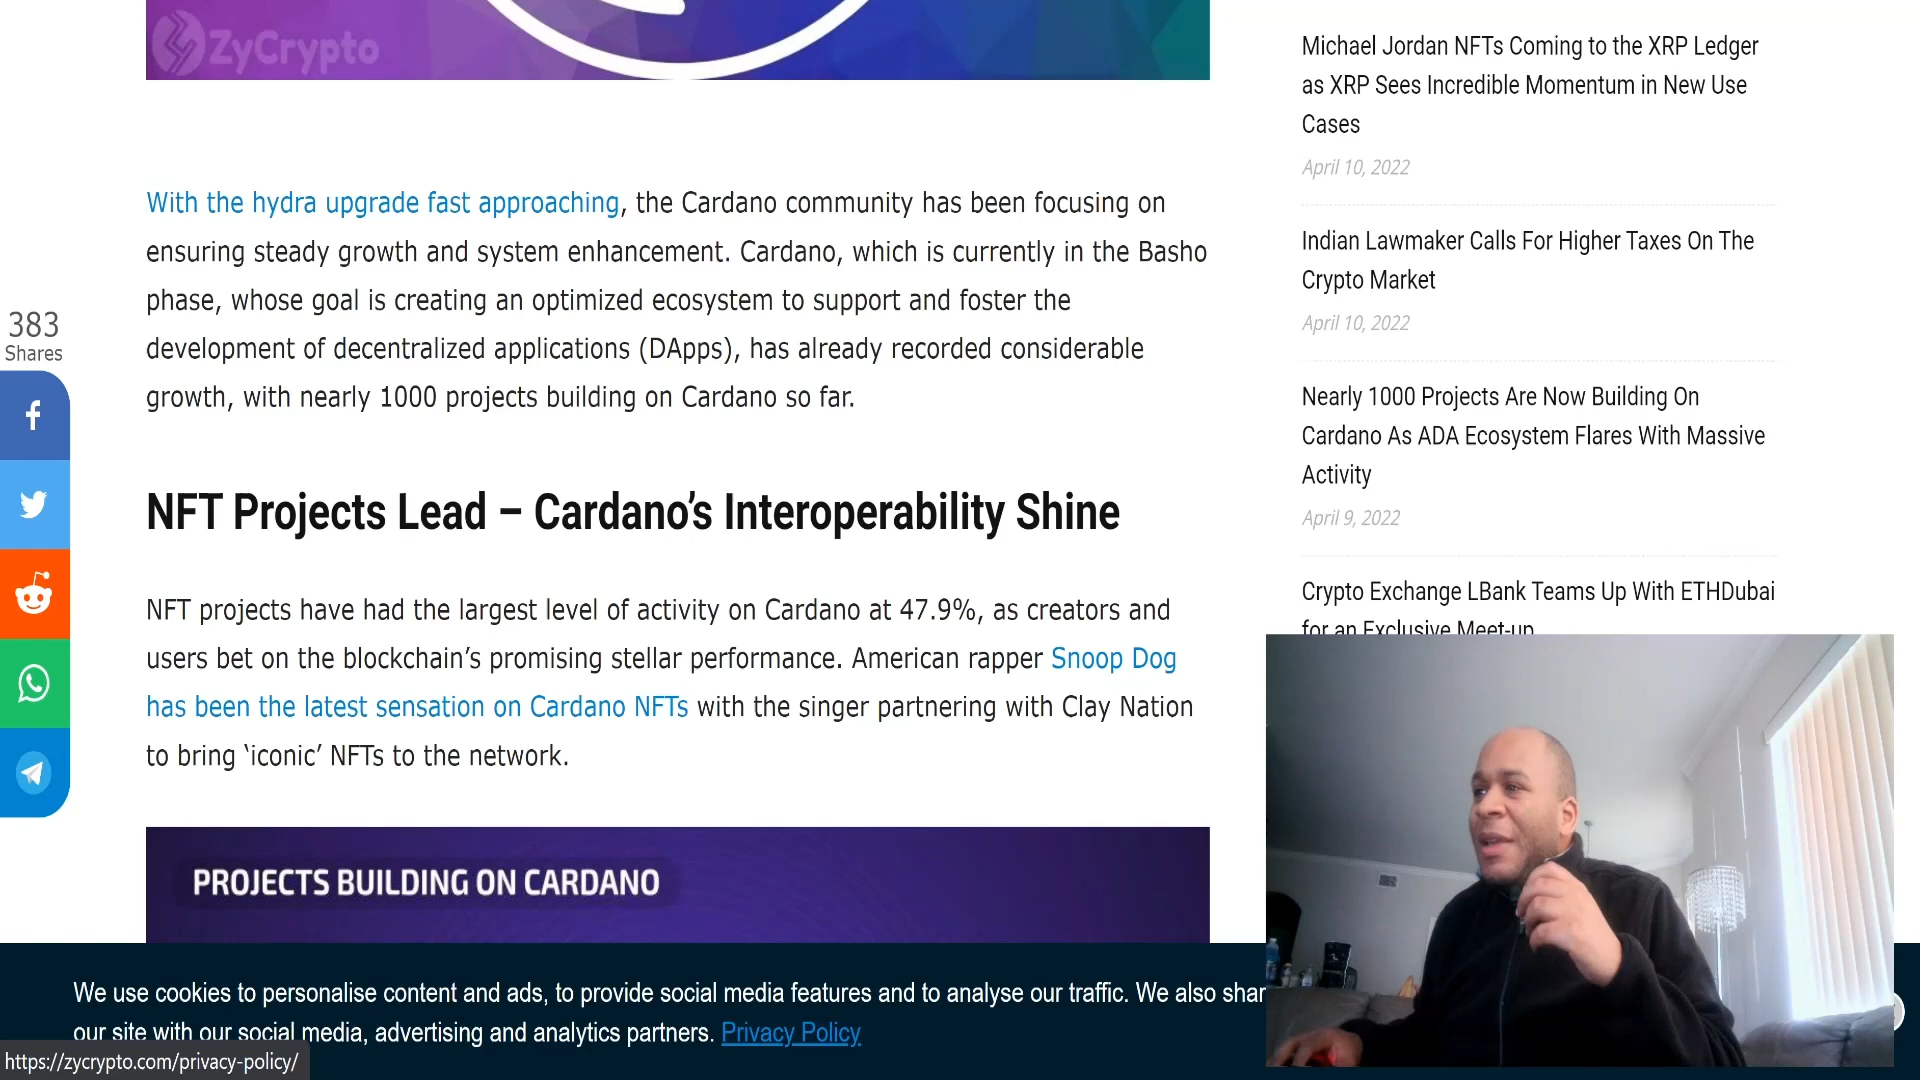 ZyCrypto
With the hydra upgrade fast approaching, the Cardano community has been focusing on
ensuring steady growth and system enhancement. Cardano, which is currently in the Basho
phase, whose goal is creating an optimized ecosystem to support and foster the
development of decentralized applications (DApps), has already recorded considerable
growth, with nearly 1000 projects building on Cardano so far.
383
Shares
NFT Projects Lead – Cardano’s Interoperability Shine
NFT projects have had the largest level of activity on Cardano at 47.9%, as creators and
users bet on the blockchain’s promising stellar performance. American rapper Snoop Dog
has been the latest sensation on Cardano NFTs with the singer partnering with Clay Nation
to bring ‘iconic’ NFTs to the network.
PROJECTS BUILDING ON CARDANO
Michael Jordan NFTs Coming to the XRP Ledger
as XRP Sees Incredible Momentum in New Use
Cases
April 10, 2022
Indian Lawmaker Calls For Higher Taxes On The
Crypto Market
April 10, 2022
Nearly 1000 Projects Are Now Building On
Cardano As ADA Ecosystem Flares With Massive
Activity
April 9, 2022
Crypto Exchange LBank Teams Up With ETHDubai
for an Exclusive Meet-up
We use cookies to personalise content and ads, to provide social media features and to analyse our traffic. We also shar
our site with our social media, advertising and analytics partners. Privacy Policy
https://zycrypto.com/privacy-policy/